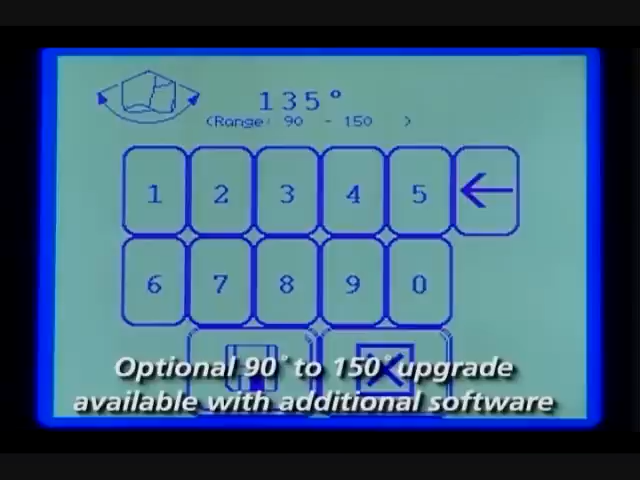 135°
(Range: 90 - 150 )
1 2 3 4 5
6 7 8 9 0
Optional 90° to 150° upgrade
available with additional software